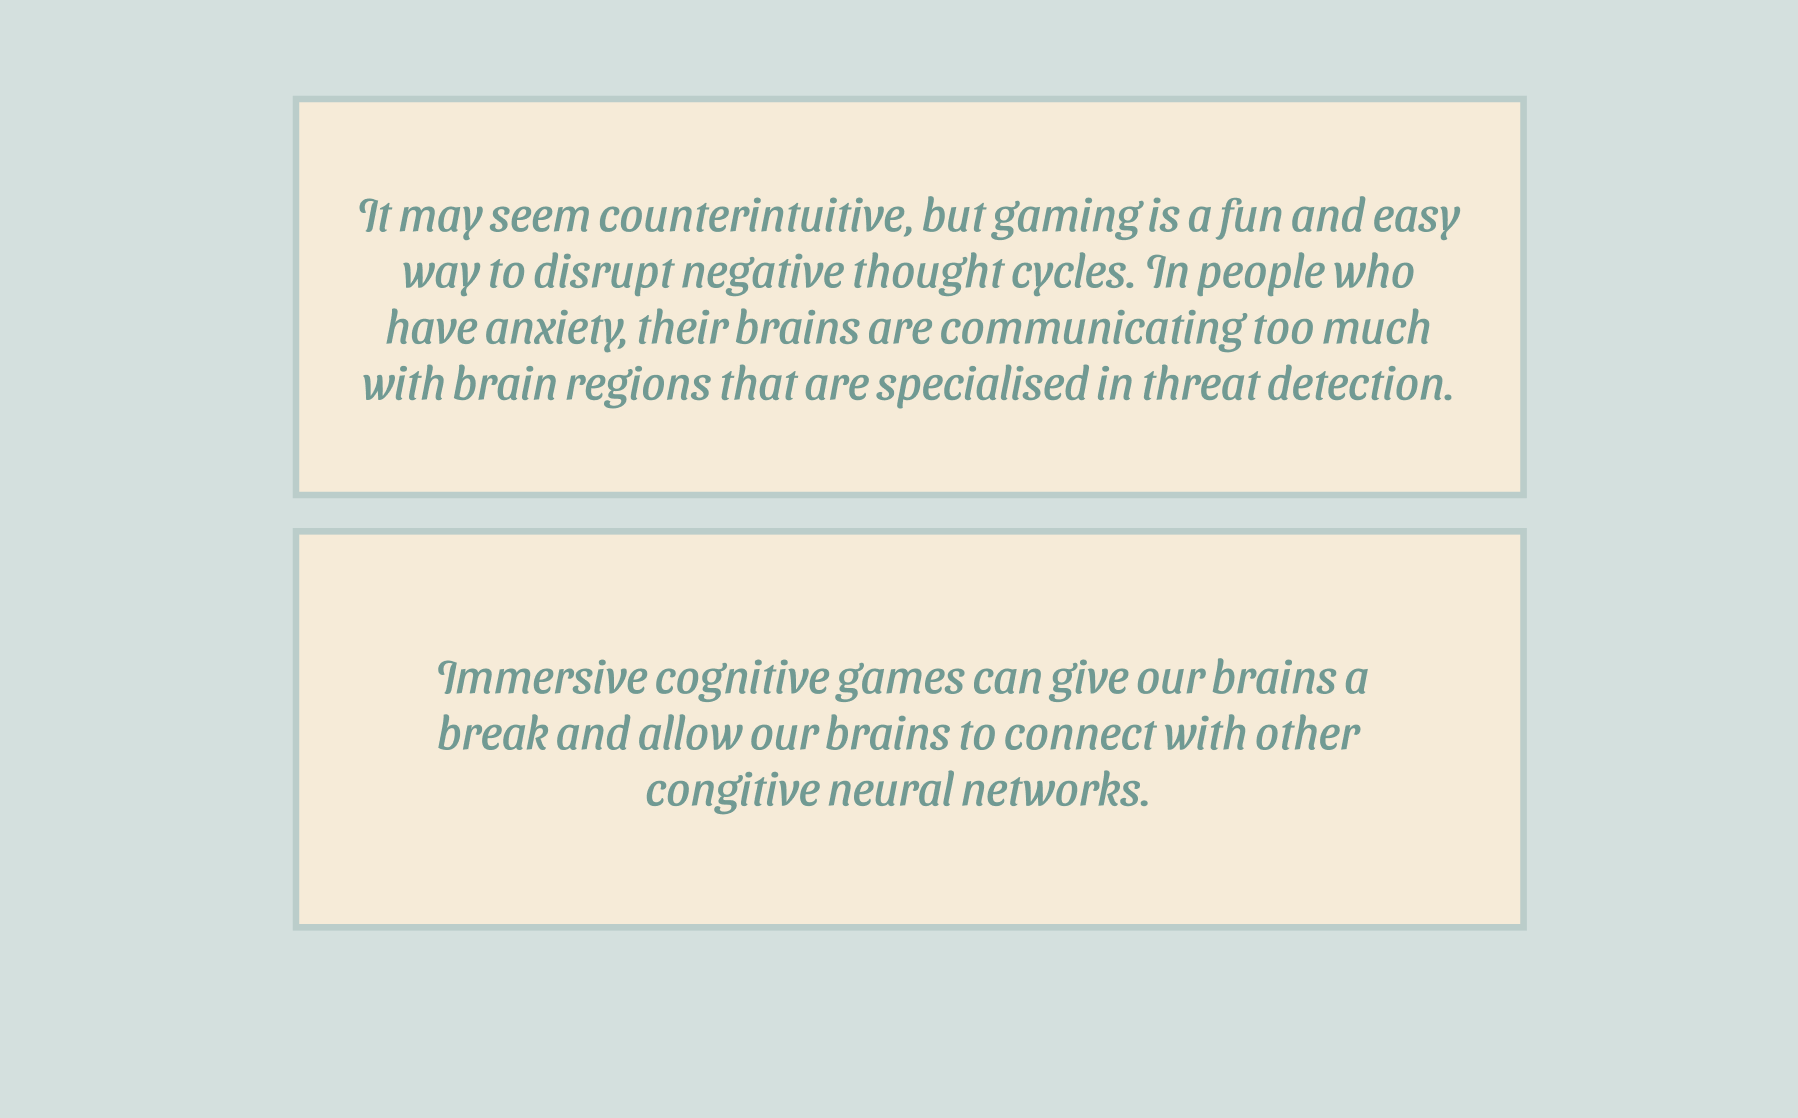 It may seem counterintuitive, but gaming is a fun and easy
way to disrupt negative thought cycles. In people who
have anxiety, their brains are communicating too much
with brain regions that are specialised in threat detection.
Immersive cognitive games can give our brains a
break and allow our brains to connect with other
congitive neural networks.